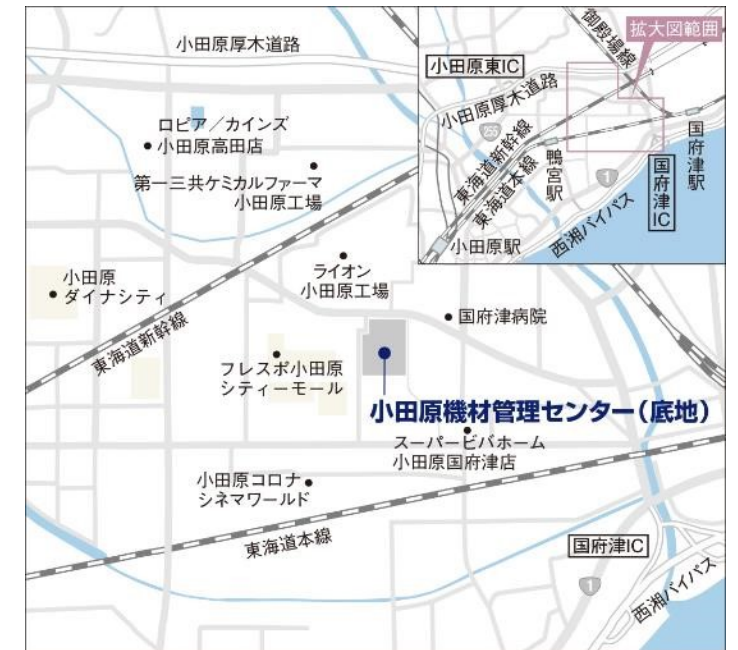 小田原厚木道路
ロピア／カインズ
小田原高田店
第一三共ケミカルファーマ
小田原工場
ライオン
小田原工場
小田原
ダイナシティ
国府津病院
東海道新幹線
フレスポ小田原
シティーモール
小田原機材管理センター（底地）
スーパービバホーム
小田原国府津店
小田原コロナ
シネマワールド
東海道本線
国府津IC
1
西湘バイパス
御殿場線
拡大図範囲
小田原東IC
小田原厚木道路
255
東海道新幹線
東海道本線
鴨宮駅
国府津駅
1
国府津IC
西湘バイパス
小田原駅